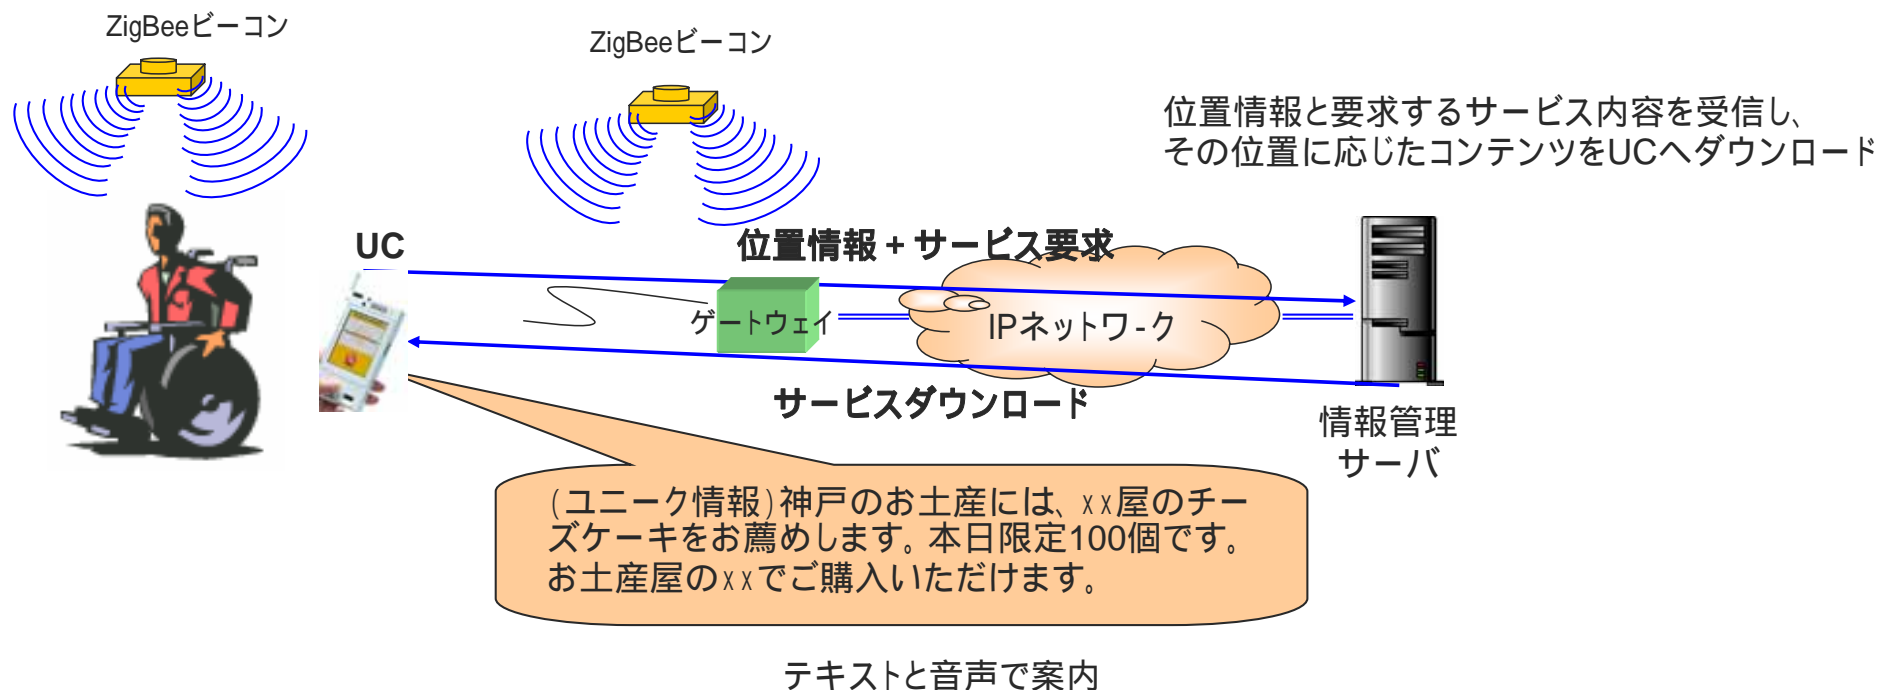 ZigBeeビーコン
ZigBeeビーコン
位置情報と要求するサービス内容を受信し、
その位置に応じたコンテンツをUCへダウンロード
UC
位置情報 + サービス要求
ゲートウェイ
IPネットワ-ク
サービスダウンロード
情報管理
サーバ
(ユニーク情報)神戸のお土産には、xx屋のチー
ズケーキをお薦めします。本日限定100個です。
お土産屋のxxでご購入いただけます。
テキストと音声で案内